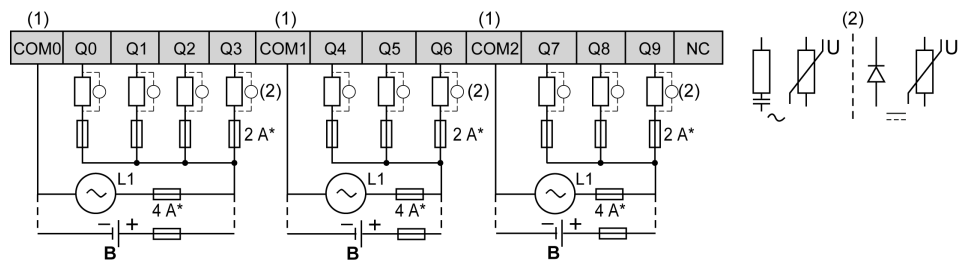 (1) (1) (1) (2)
COM0 Q0 Q1 Q2 Q3 COM1 Q4 Q5 Q6 COM2 Q7 Q8 Q9 NC
U U
(2) (2) (2)
2 A* 2 A* 2 A*
L1 L1 L1
4 A* 4 A* 4 A*
− + − + − +
B B B